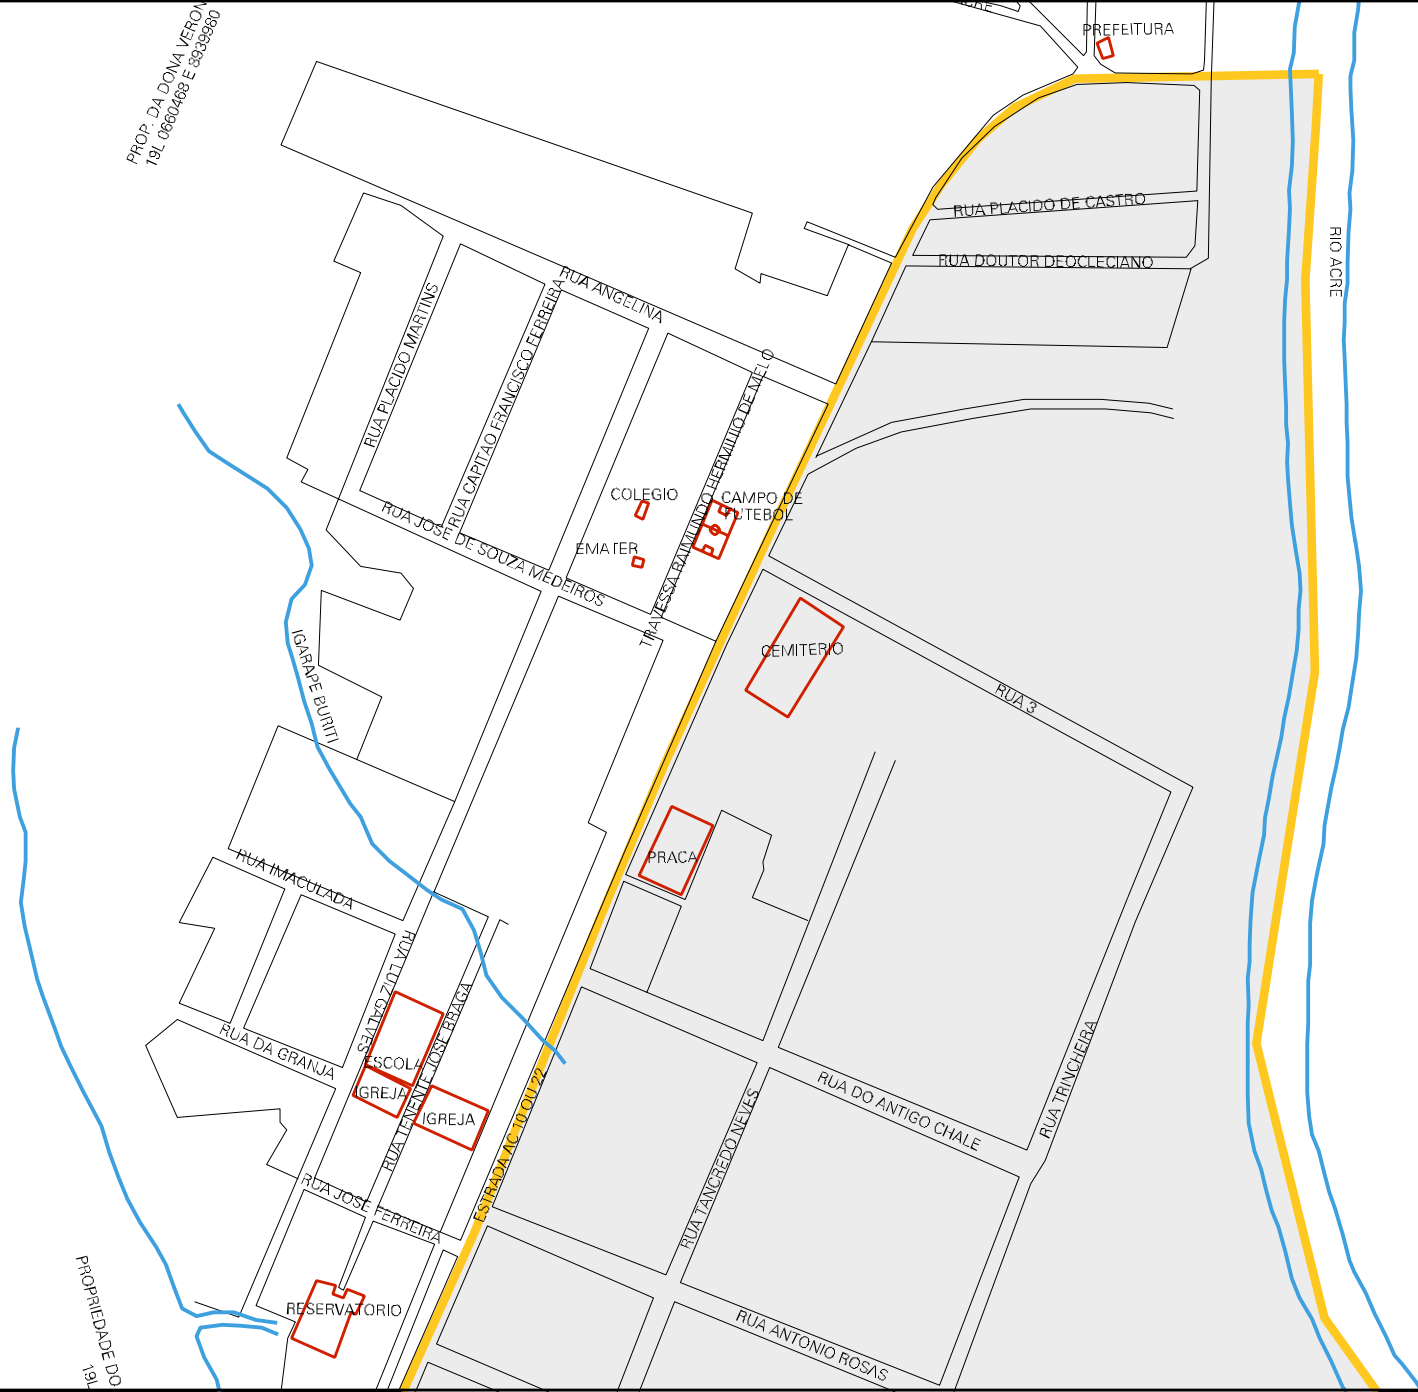 PREFEITURA
PROP. DA DONA VERON
19L 0660468 E 8939980
RUA PLACIDO DE CASTRO
RUA DOUTOR DEOCLECIANO
RIO ACRE
RUA ANGELINA
RUA PLACIDO MARTINS
RUA CAPITAO FRANCISCO FERREIRA
TRAVESSA RAIMUNDO HERMINIO DE MELO
COLEGIO
CAMPO DE
FUTEBOL
RUA JOSE DE SOUZA MEDEIROS
EMATER
IGARAPE BURITI
CEMITERIO
RUA 3
PRACA
RUA IMACULADA
RUA LUIZ GALVES
RUA TENENTE JOSE BRAGA
RUA DA GRANJA
ESCOLA
IGREJA
IGREJA
ESTRADA AC 10 OU 22
RUA TANCREDO NEVES
RUA DO ANTIGO CHALE
RUA TRINCHEIRA
RUA JOSE FERREIRA
PROPRIEDADE DO
19L
RESERVATORIO
RUA ANTONIO ROSAS